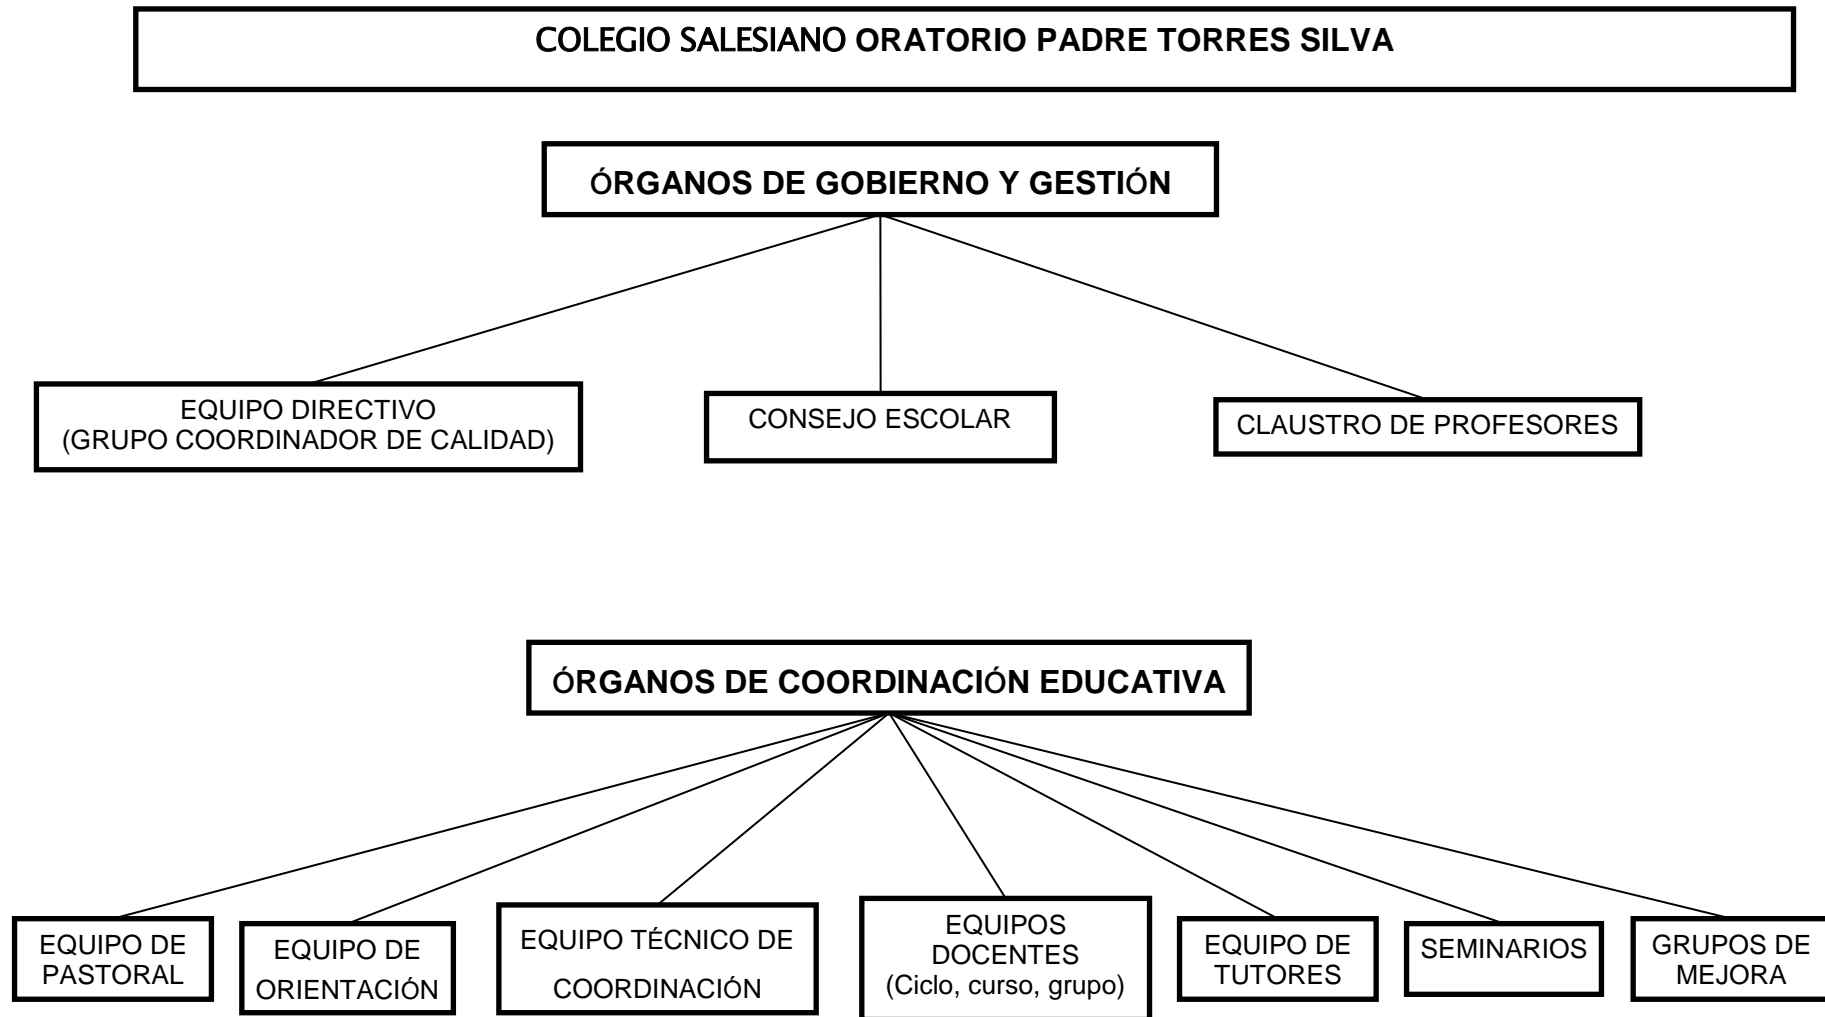 COLEGIO SALESIANO ORATORIO PADRE TORRES SILVA
ÓRGANOS DE GOBIERNO Y GESTIÓN
EQUIPO DIRECTIVO
(GRUPO COORDINADOR DE CALIDAD)
CONSEJO ESCOLAR
CLAUSTRO DE PROFESORES
ÓRGANOS DE COORDINACIÓN EDUCATIVA
EQUIPO DE
PASTORAL
EQUIPO DE
ORIENTACIÓN
EQUIPO TÉCNICO DE
COORDINACIÓN
EQUIPOS
DOCENTES
(Ciclo, curso, grupo)
EQUIPO DE
TUTORES
SEMINARIOS
GRUPOS DE
MEJORA